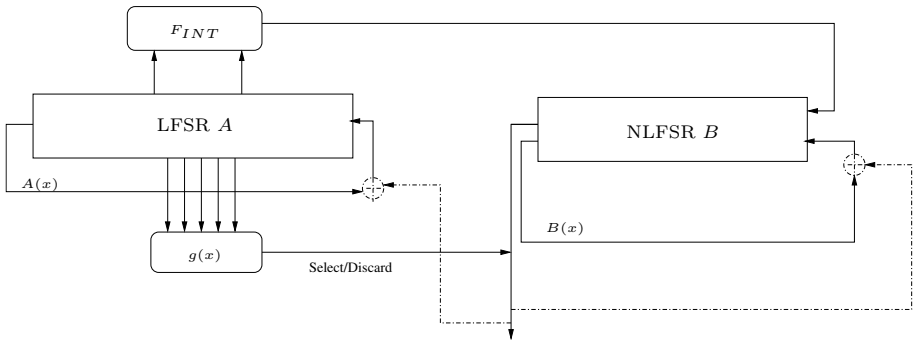 F_INT
LFSR A
NLFSR B
A(x)
B(x)
g(x)
Select/Discard